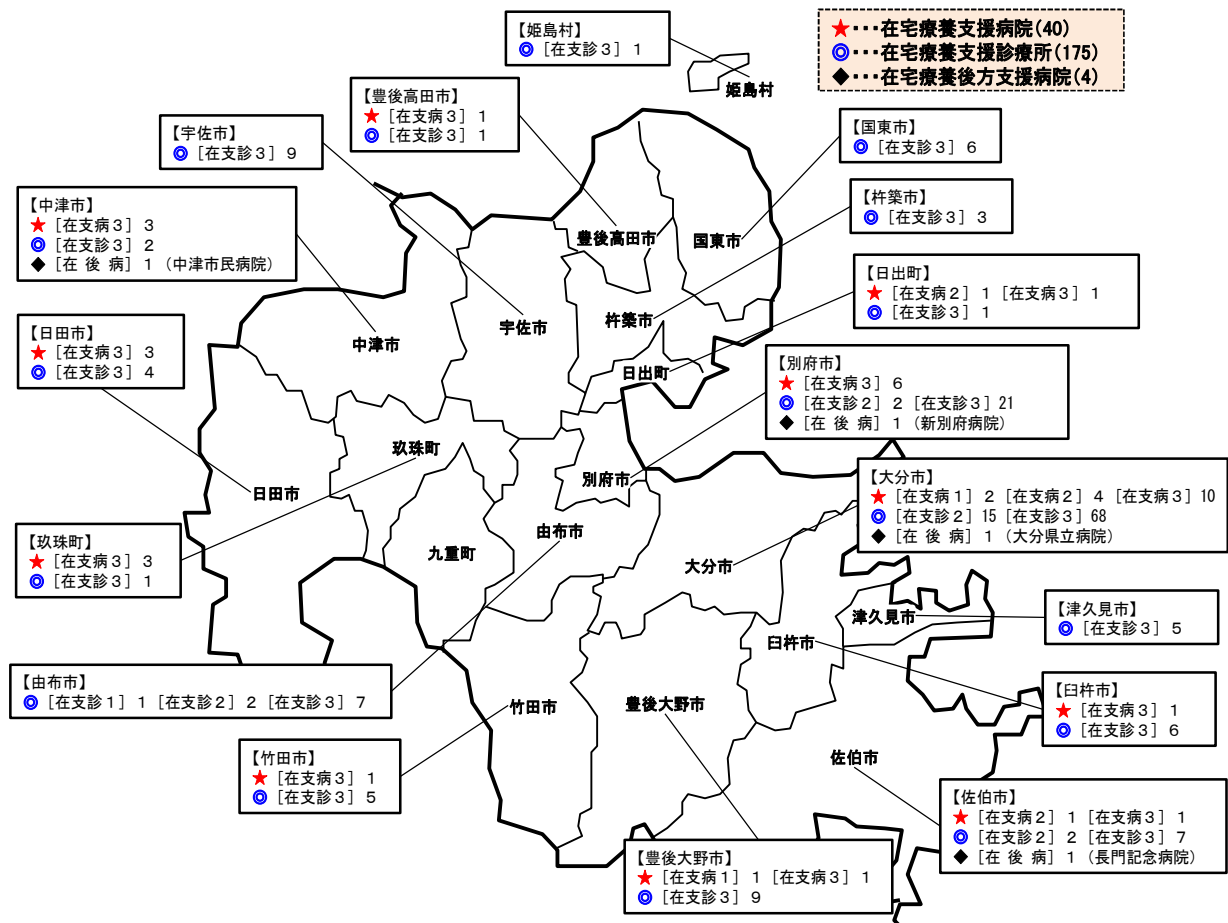 【姫島村】
◎ [在支診3] 1
★･･･在宅療養支援病院(40)
◎･･･在宅療養支援診療所(175)
◆･･･在宅療養後方支援病院(4)
姫島村
【豊後高田市】
★ [在支病3] 1
◎ [在支診3] 1
【宇佐市】
◎ [在支診3] 9
【国東市】
◎ [在支診3] 6
【中津市】
★ [在支病3] 3
◎ [在支診3] 2
◆ [在 後 病] 1 (中津市民病院)
【杵築市】
◎ [在支診3] 3
豊後高田市
国東市
【日出町】
★ [在支病2] 1 [在支病3] 1
◎ [在支診3] 1
杵築市
宇佐市
中津市
日出町
【日田市】
★ [在支病3] 3
◎ [在支診3] 4
【別府市】
★ [在支病3] 6
◎ [在支診2] 2 [在支診3] 21
◆ [在 後 病] 1 (新別府病院)
玖珠町
別府市
日田市
【大分市】
★ [在支病1] 2 [在支病2] 4 [在支病3] 10
◎ [在支診2] 15 [在支診3] 68
◆ [在 後 病] 1 (大分県立病院)
【玖珠町】
★ [在支病3] 3
◎ [在支診3] 1
九重町
由布市
大分市
津久見市
【津久見市】
◎ [在支診3] 5
臼杵市
【由布市】
◎ [在支診1] 1 [在支診2] 2 [在支診3] 7
【臼杵市】
★ [在支病3] 1
◎ [在支診3] 6
竹田市
豊後大野市
佐伯市
【竹田市】
★ [在支病3] 1
◎ [在支診3] 5
【佐伯市】
★ [在支病2] 1 [在支病3] 1
◎ [在支診2] 2 [在支診3] 7
◆ [在 後 病] 1 (長門記念病院)
【豊後大野市】
★ [在支病1] 1 [在支病3] 1
◎ [在支診3] 9